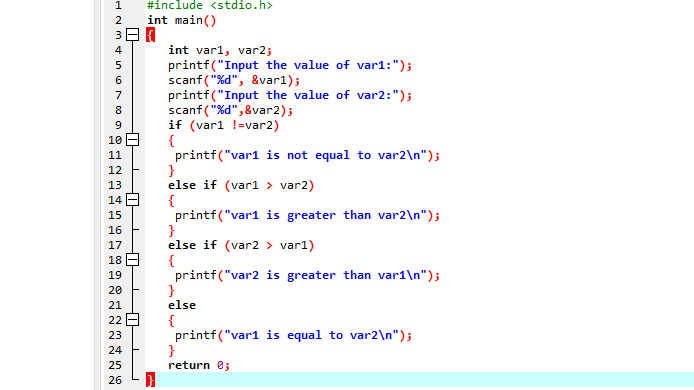 1 #include <stdio.h>
2 int main()
3 {
4 int var1, var2;
5 printf("Input the value of var1:");
6 scanf("%d", &var1);
7 printf("Input the value of var2:");
8 scanf("%d",&var2);
9 if (var1 !=var2)
10 {
11 printf("var1 is not equal to var2\n");
12 }
13 else if (var1 > var2)
14 {
15 printf("var1 is greater than var2\n");
16 }
17 else if (var2 > var1)
18 {
19 printf("var2 is greater than var1\n");
20 }
21 else
22 {
23 printf("var1 is equal to var2\n");
24 }
25 return 0;
26 }